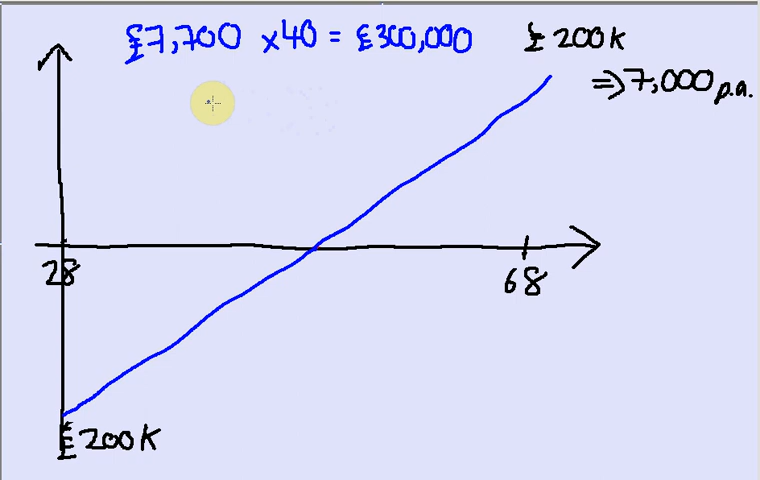 £7,700 x40 = £300,000
£200k
⇒7,000 p.a.
28
68
£200K